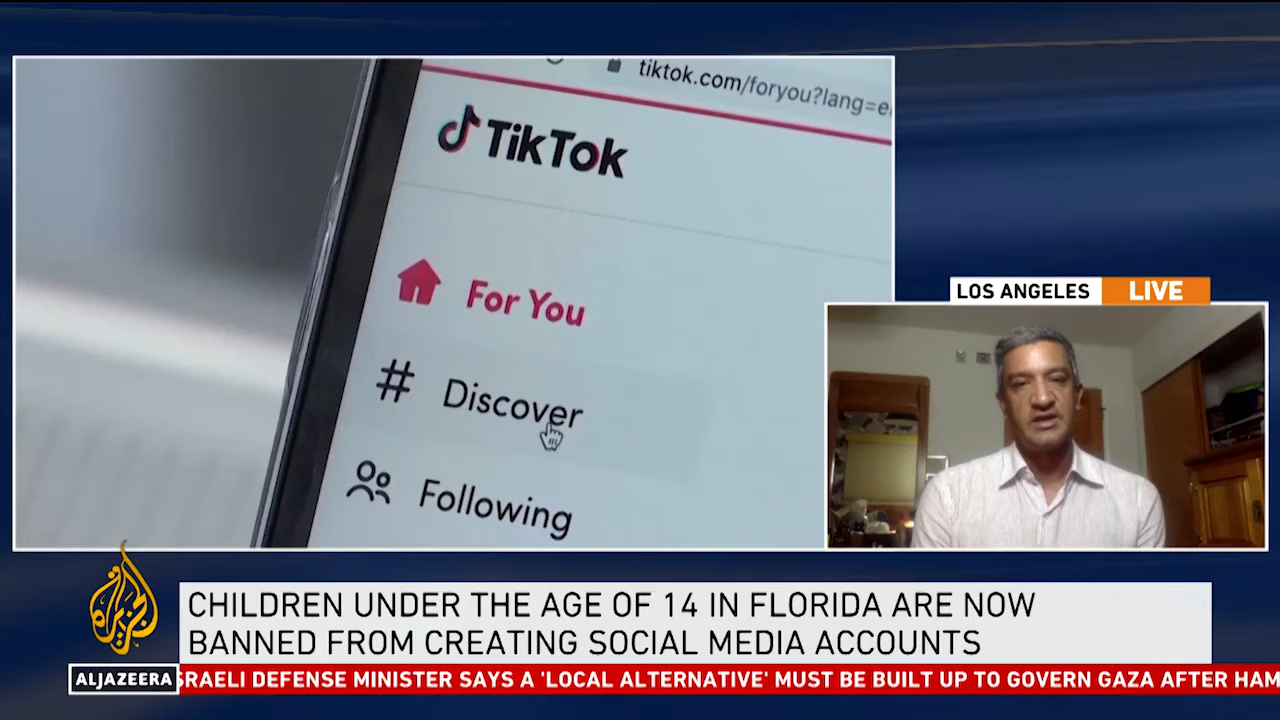 tiktok.com/foryou?lang=e
TikTok
For You
# Discover
Following
LOS ANGELES
LIVE
CHILDREN UNDER THE AGE OF 14 IN FLORIDA ARE NOW
BANNED FROM CREATING SOCIAL MEDIA ACCOUNTS
ALJAZEERA
SRAELI DEFENSE MINISTER SAYS A 'LOCAL ALTERNATIVE' MUST BE BUILT UP TO GOVERN GAZA AFTER HAM